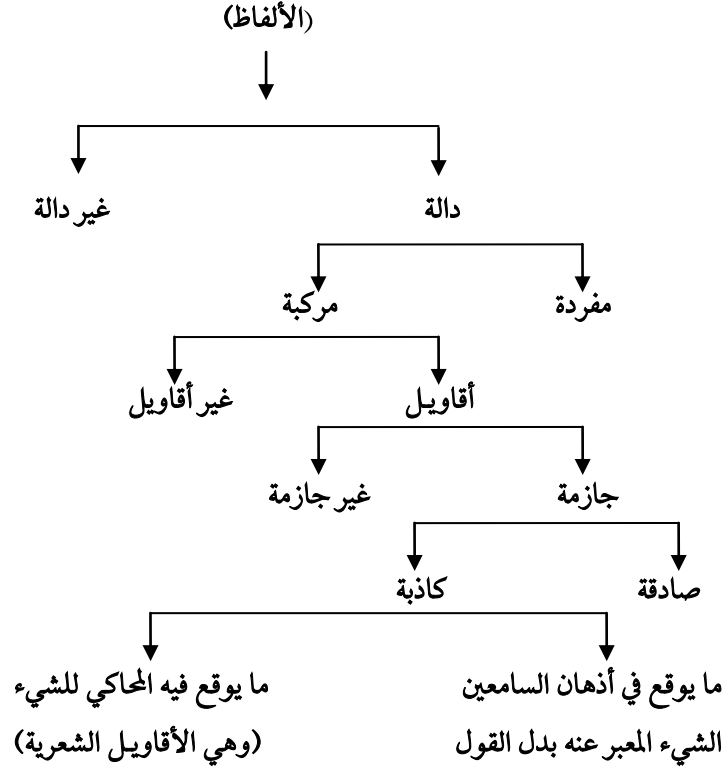 (الألفاظ)
دالة
غير دالة
مفردة
مركبة
أقاويل
غير أقاويل
جازمة
غير جازمة
صادقة
كاذبة
ما يوقع في أذهان السامعين
الشيء المعبر عنه بدل القول
ما يوقع فيه المحاكي للشيء
(وهي الأقاويل الشعرية)